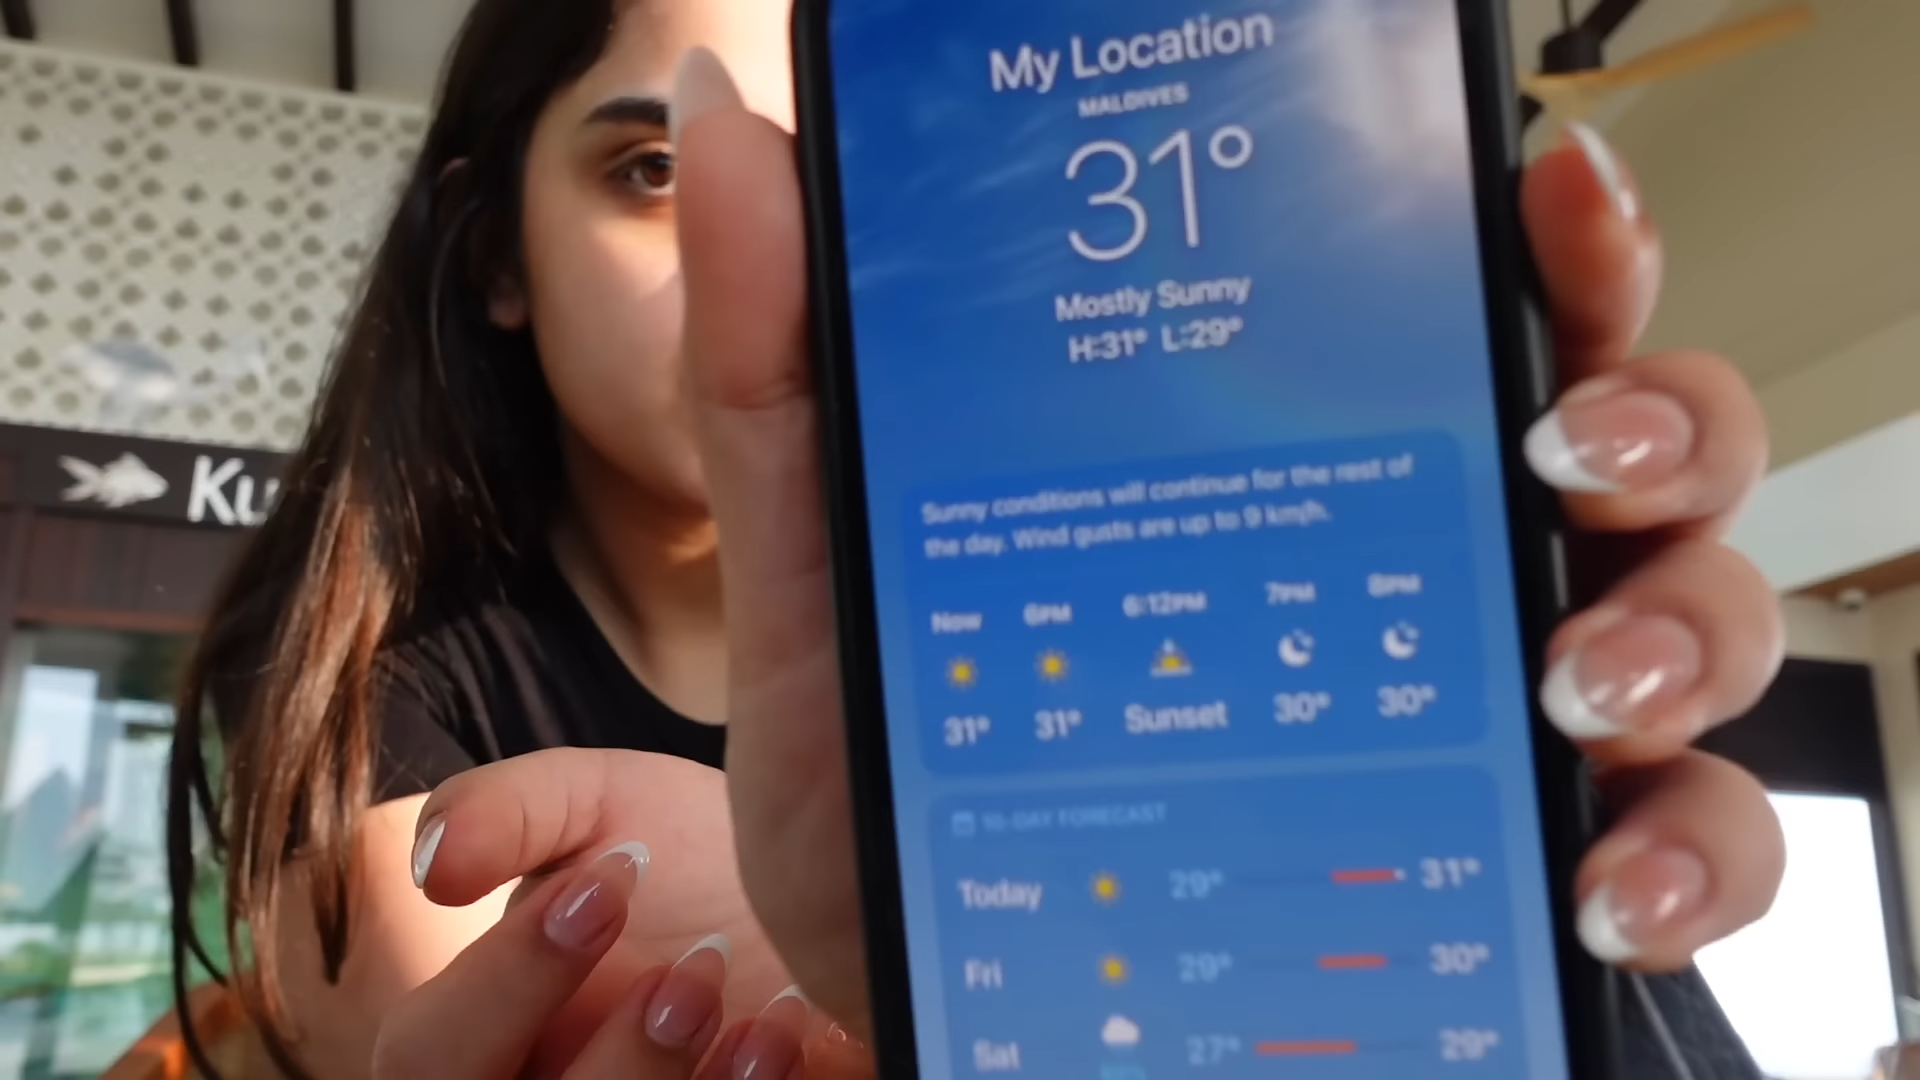 My Location
MALDIVES
31°
Mostly Sunny
H:31° L:29°
Sunny conditions will continue for the rest of
the day. Wind gusts are up to 9 km/h.
Now 6PM 6:12PM 7PM 8PM
31° 31° Sunset 30° 30°
10-DAY FORECAST
Today 29° 31°
Fri 29° 30°
Sat 27° 29°
Ku